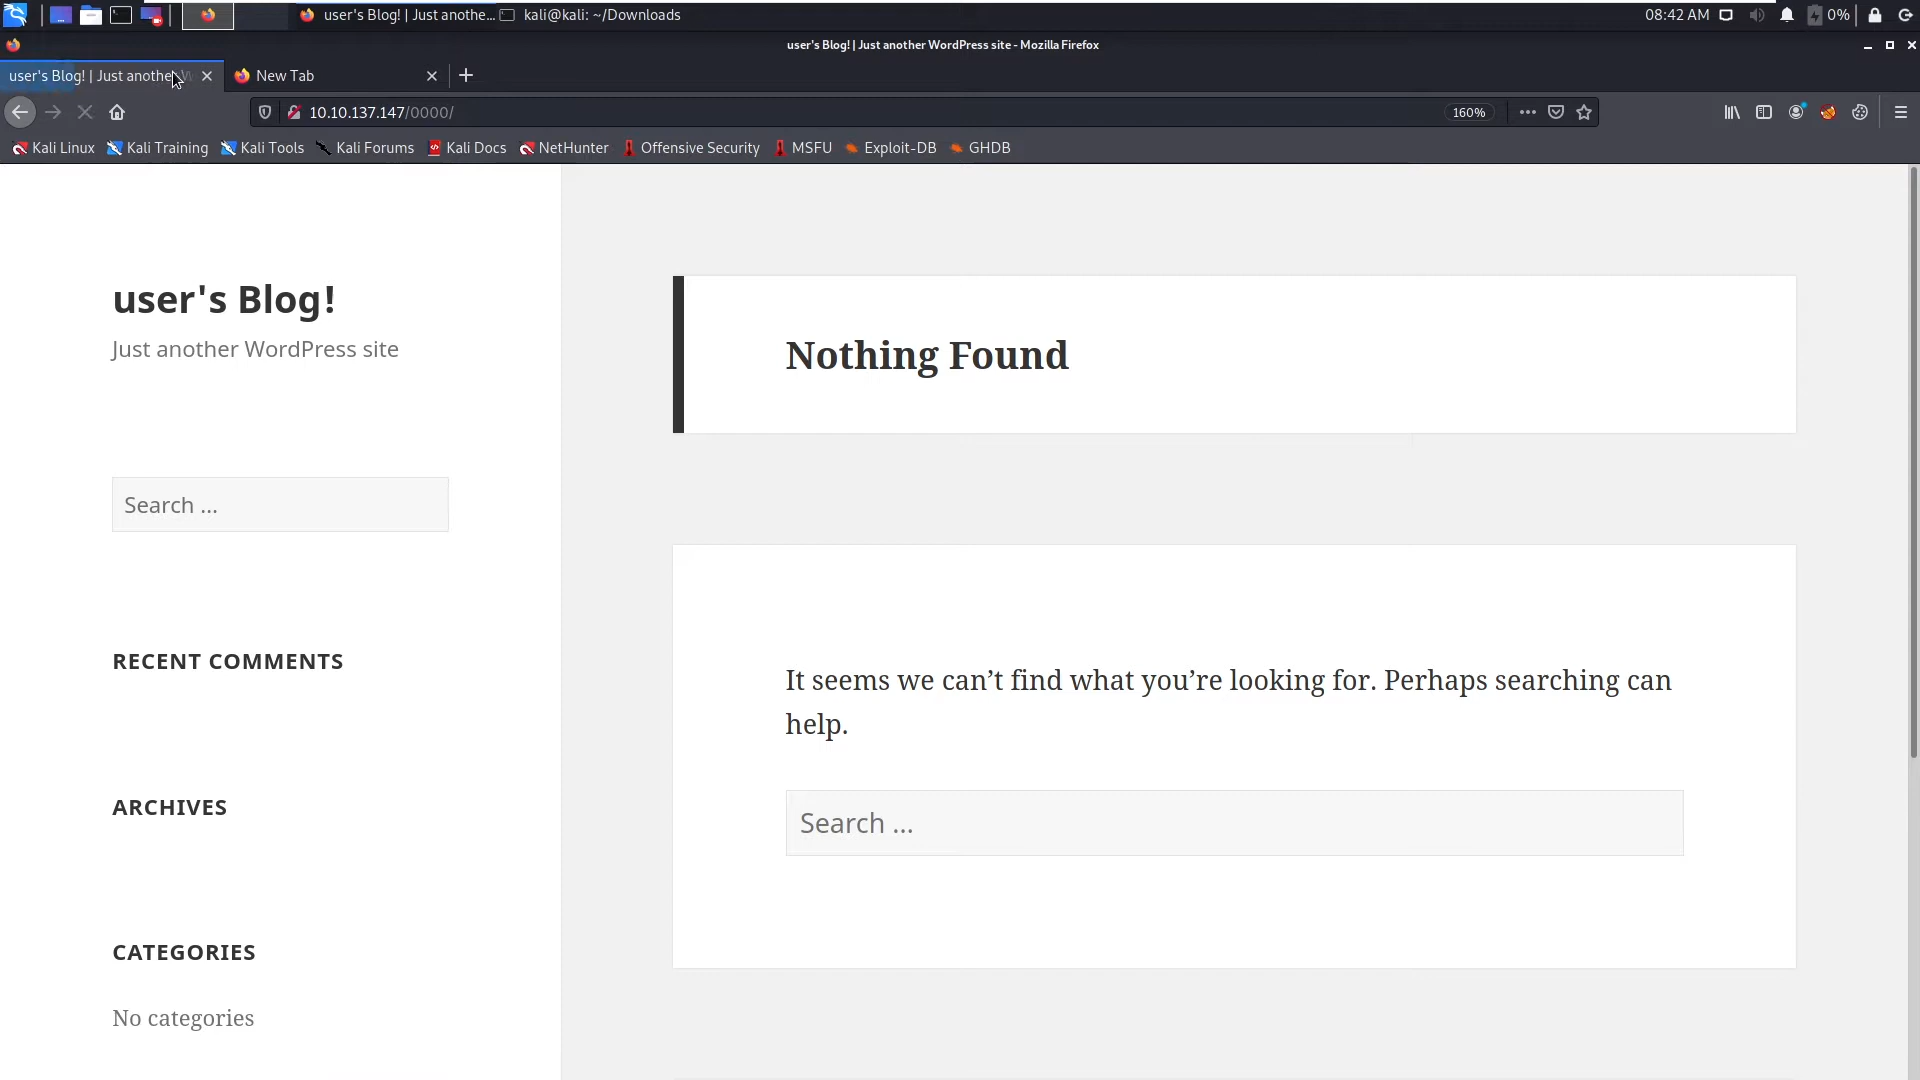 user's Blog! | Just anothe...
kali@kali: ~/Downloads
08:42 AM
0%
user's Blog! | Just another WordPress site - Mozilla Firefox
user's Blog! | Just another W
New Tab
10.10.137.147/0000/
160%
Kali Linux
Kali Training
Kali Tools
Kali Forums
Kali Docs
NetHunter
Offensive Security
MSFU
Exploit-DB
GHDB
user's Blog!
Just another WordPress site
Search ...
RECENT COMMENTS
ARCHIVES
CATEGORIES
No categories
Nothing Found
It seems we can’t find what you’re looking for. Perhaps searching can
help.
Search ...